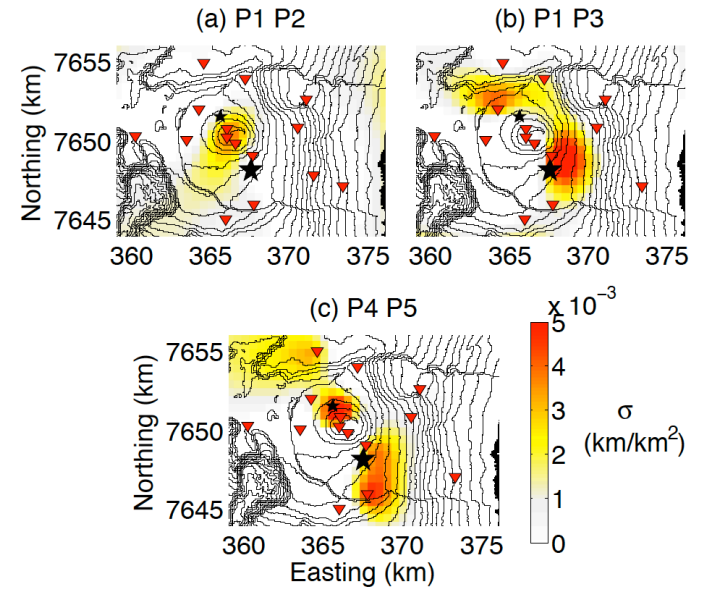 (a) P1 P2
(b) P1 P3
7655
7650
7645
Northing (km)
360 365 370 375
360 365 370 375
(c) P4 P5
x 10⁻³
7655
7650
7645
Northing (km)
360 365 370 375
Easting (km)
5
4
3
2
1
0
σ
(km/km²)